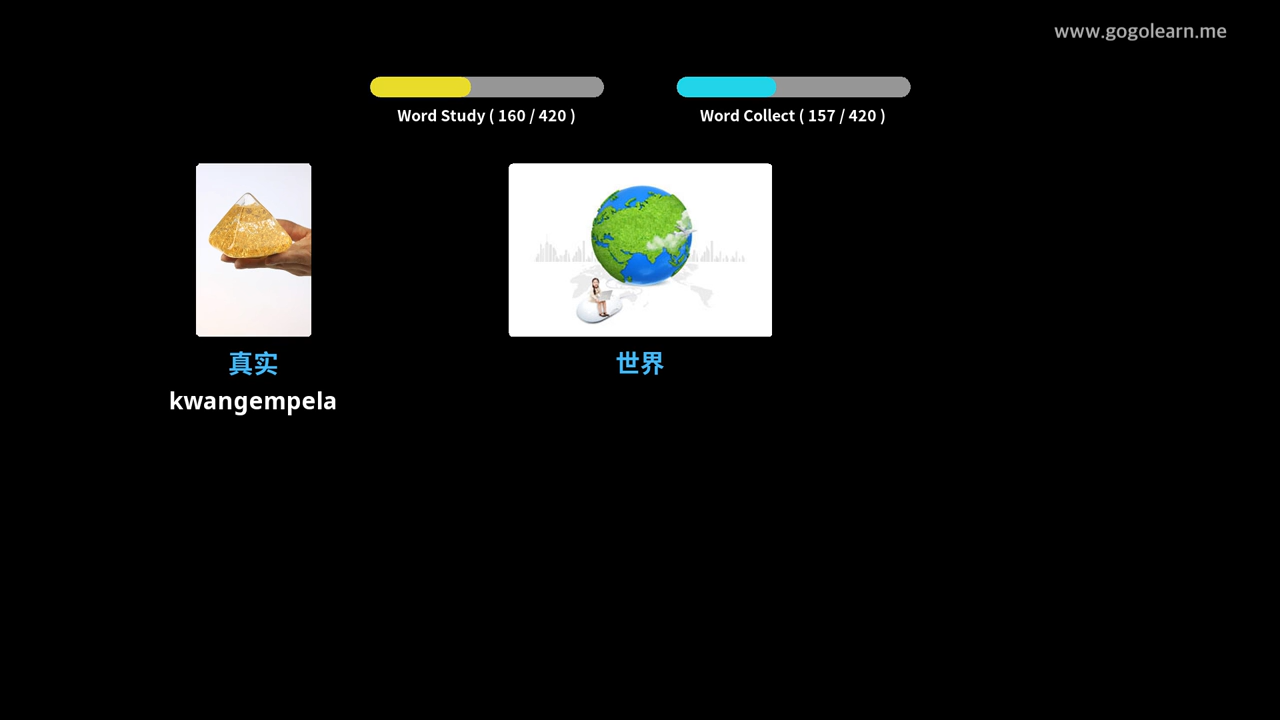 www.gogolearn.me
Word Study ( 160 / 420 )
Word Collect ( 157 / 420 )
真实
世界
kwangempela